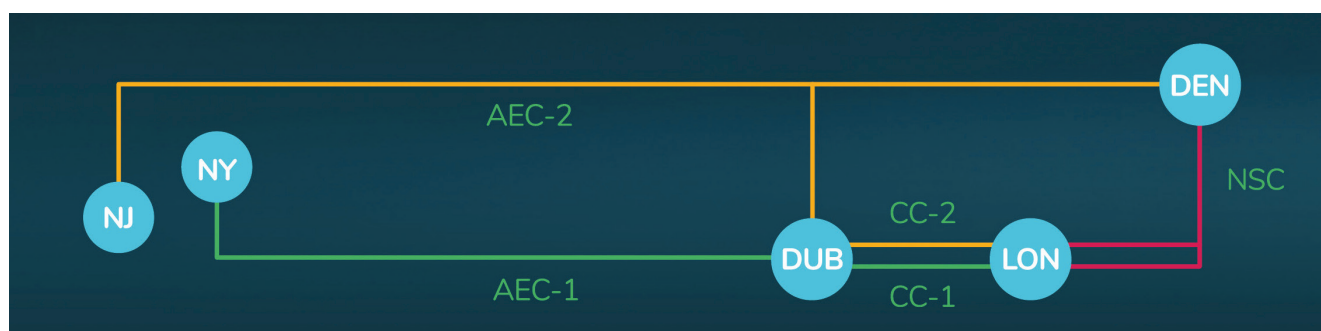 DEN
AEC-2
NY
NSC
NJ
CC-2
DUB
LON
AEC-1
CC-1